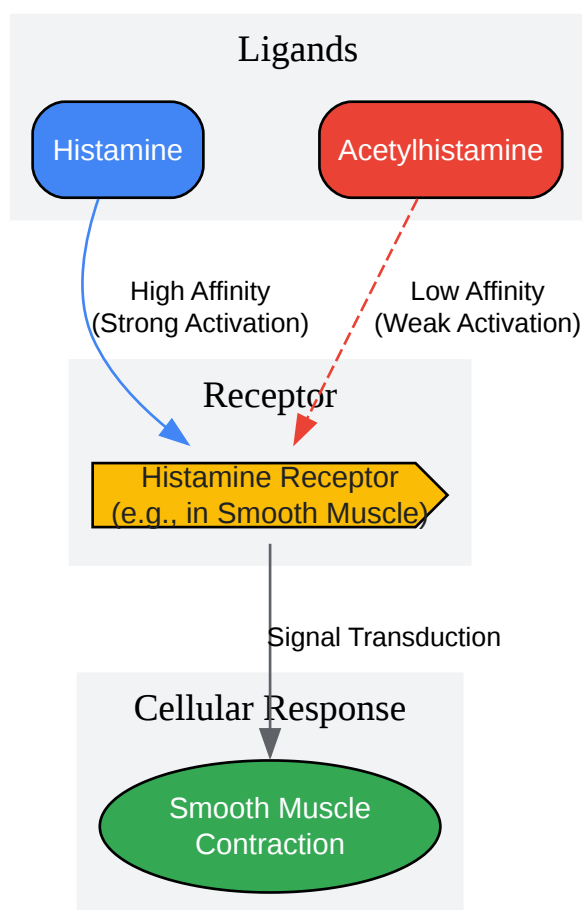 Ligands
Histamine
Acetylhistamine
High Affinity
(Strong Activation)
Low Affinity
(Weak Activation)
Receptor
Histamine Receptor
(e.g., in Smooth Muscle)
Signal Transduction
Cellular Response
Smooth Muscle
Contraction